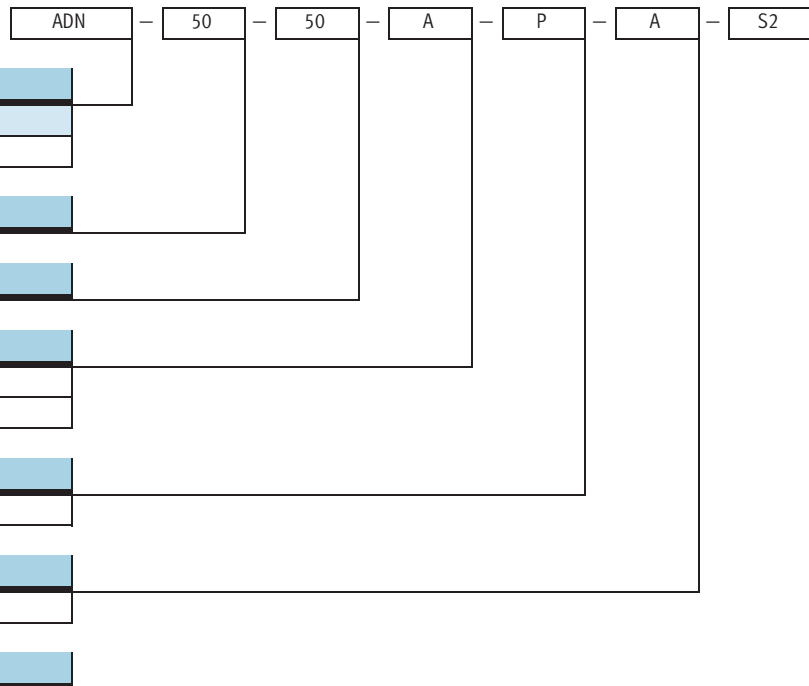 ADN – 50 – 50 – A – P – A – S2